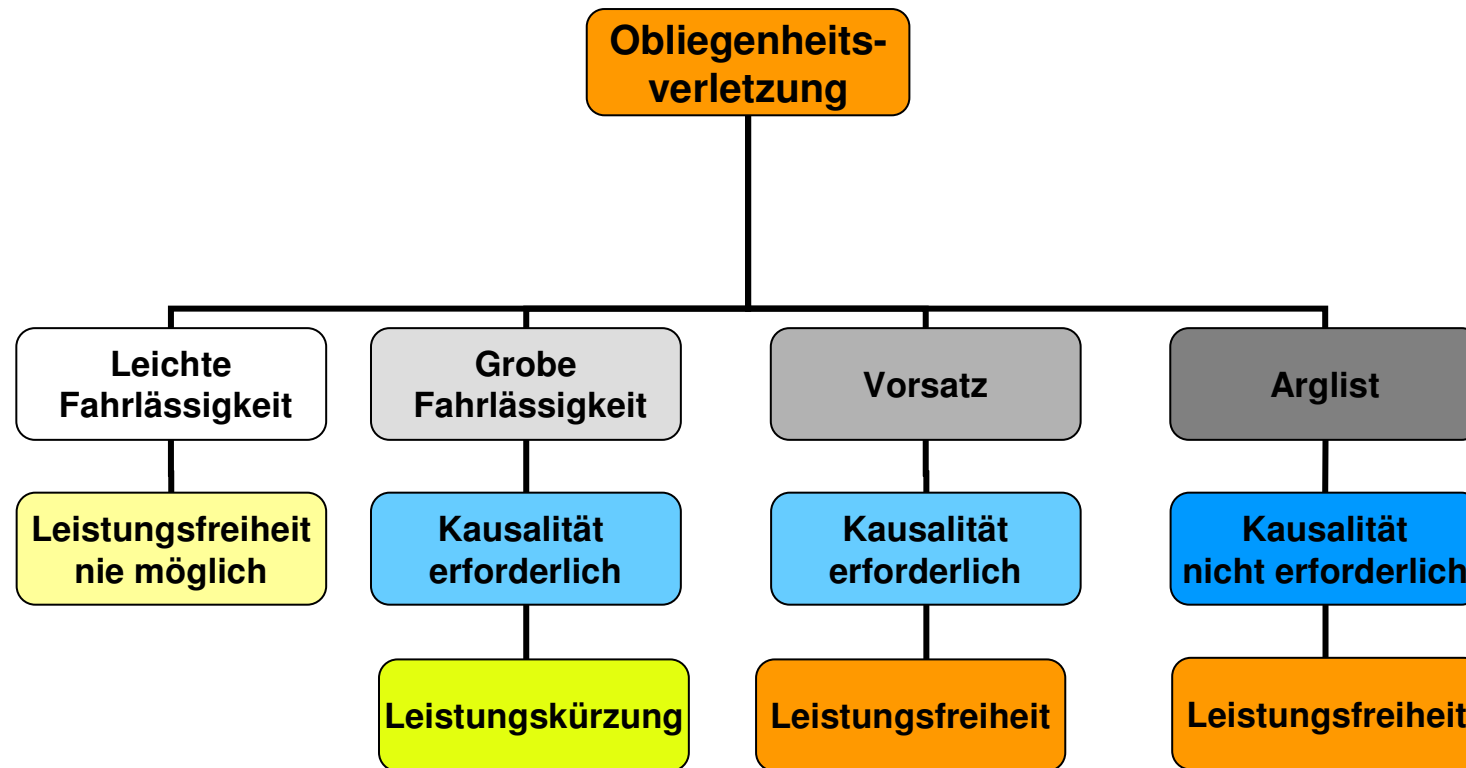 Obliegenheits-
verletzung
Leichte
Fahrlässigkeit
Grobe
Fahrlässigkeit
Vorsatz
Arglist
Leistungsfreiheit
nie möglich
Kausalität
erforderlich
Kausalität
erforderlich
Kausalität
nicht erforderlich
Leistungskürzung
Leistungsfreiheit
Leistungsfreiheit